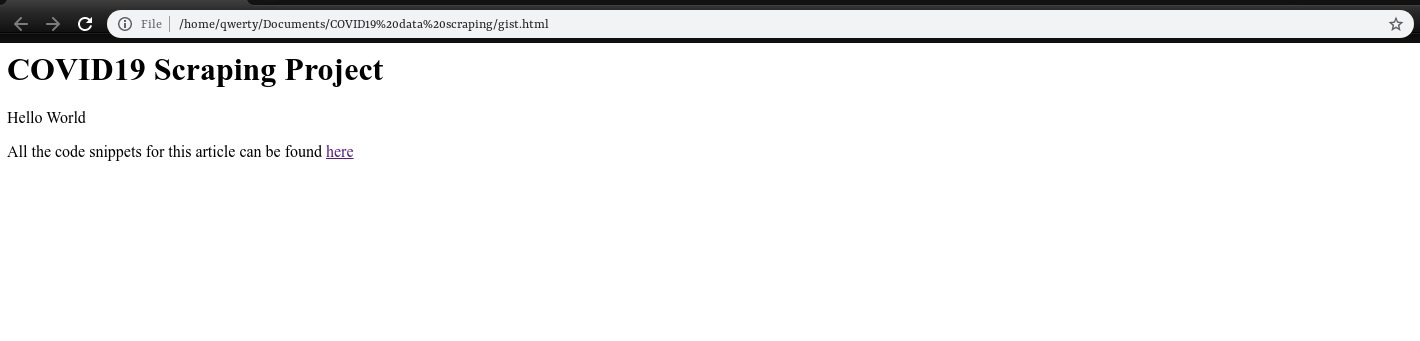 File /home/qwerty/Documents/COVID19%20data%20scraping/gist.html
COVID19 Scraping Project
Hello World
All the code snippets for this article can be found here